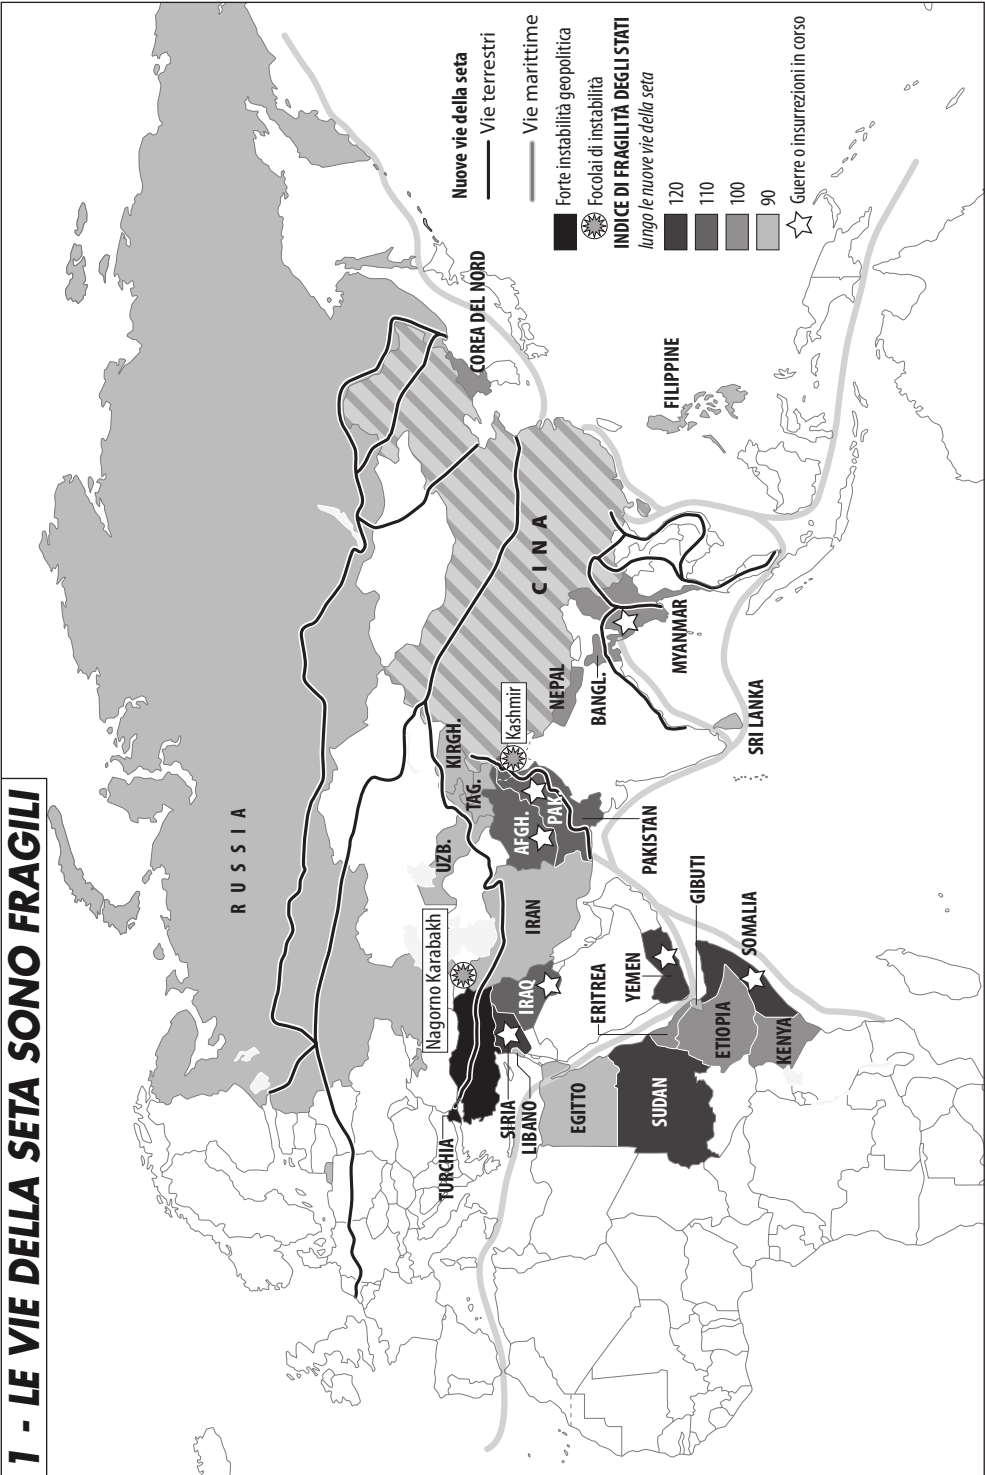 1 - LE VIE DELLA SETA SONO FRAGILI
RUSSIA
Nagorno Karabakh
TURCHIA
SIRIA
LIBANO
EGITTO
SUDAN
ERITREA
YEMEN
ETIOPIA
KENYA
SOMALIA
GIBUTI
IRAQ
IRAN
UZB.
TAG.
KIRGH.
AFGH.
PAK.
PAKISTAN
Kashmir
NEPAL
BANGL.
SRI LANKA
MYANMAR
CINA
COREA DEL NORD
FILIPPINE
Nuove vie della seta
Vie terrestri
Vie marittime
Forte instabilità geopolitica
Focolai di instabilità
INDICE DI FRAGILITÀ DEGLI STATI
lungo le nuove vie della seta
120
110
100
90
Guerre o insurrezioni in corso